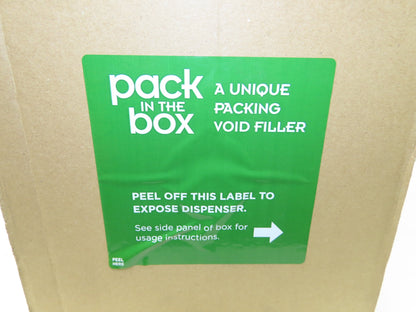 pack
IN THE
box
A UNIQUE
PACKING
VOID FILLER
PEEL OFF THIS LABEL TO
EXPOSE DISPENSER.
See side panel of box for
usage instructions.
PEEL
HERE